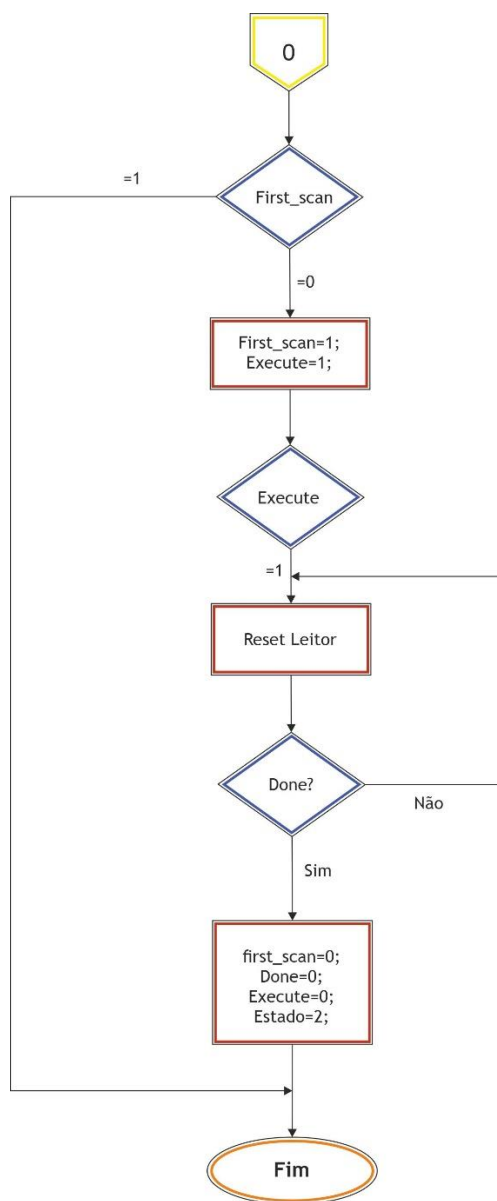 0
First_scan
=1
=0
First_scan=1;
Execute=1;
Execute
=1
Reset Leitor
Done?
Não
Sim
first_scan=0;
Done=0;
Execute=0;
Estado=2;
Fim